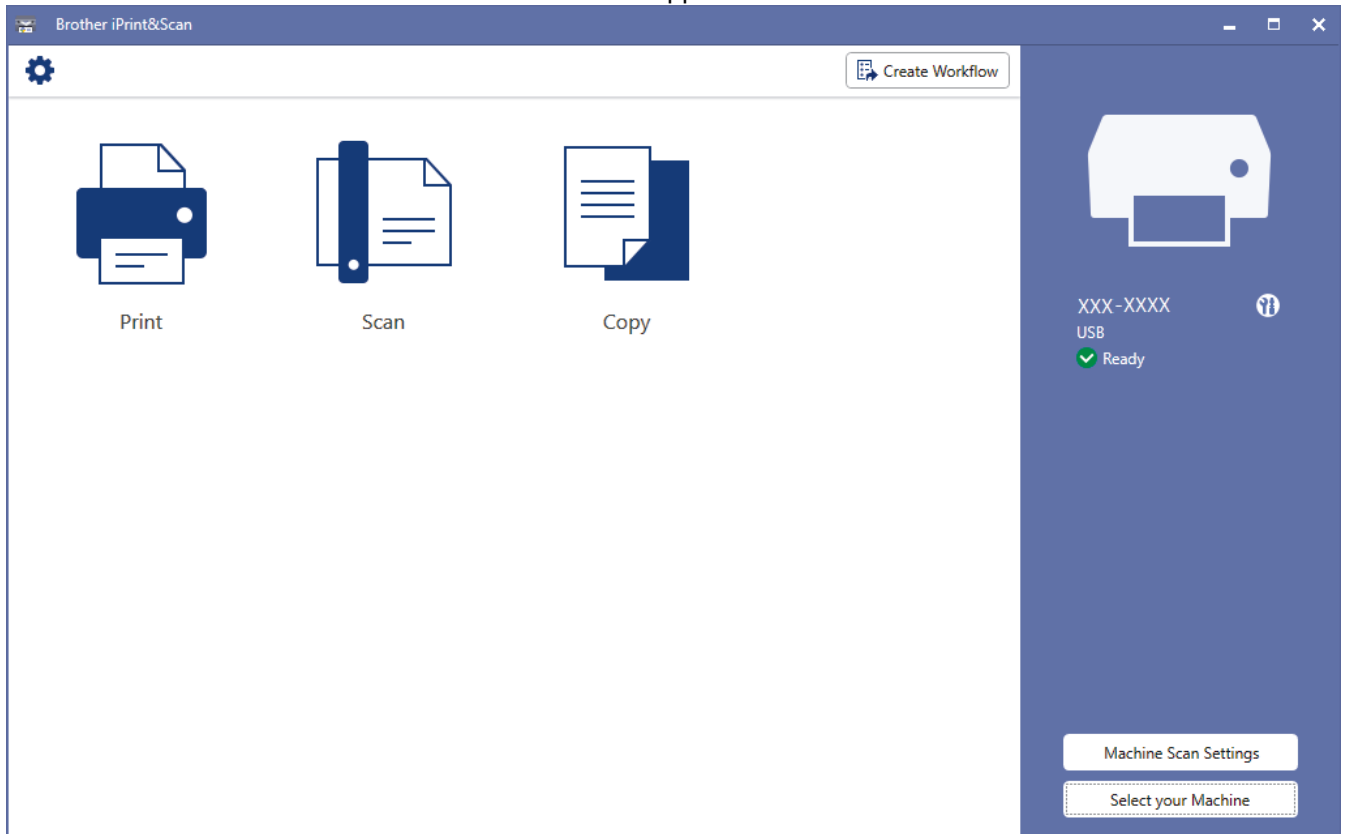 Brother iPrint&Scan
Create Workflow
Print
Scan
Copy
XXX-XXXX
USB
Ready
Machine Scan Settings
Select your Machine